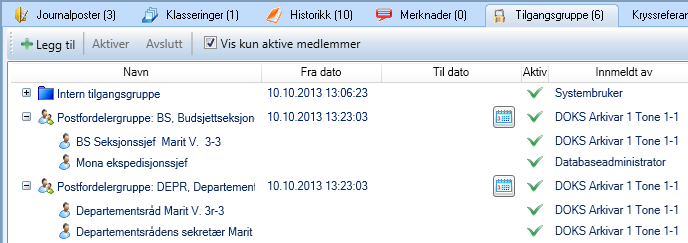 Journalposter (3) Klasseringer (1) Historikk (10) Merknader (0) Tilgangsgruppe (6) Kryssreferan
Legg til Aktiver Avslutt Vis kun aktive medlemmer
Navn Fra dato Til dato Aktiv Innmeldt av
Intern tilgangsgruppe 10.10.2013 13:06:23 Systembruker
Postfordelergruppe: BS, Budsjettseksjon 10.10.2013 13:23:03 DOKS Arkivar 1 Tone 1-1
BS Seksjonssjef Marit V. 3-3 DOKS Arkivar 1 Tone 1-1
Mona ekspedisjonssjef Databaseadministrator
Postfordelergruppe: DEPR, Departement 10.10.2013 13:23:03 DOKS Arkivar 1 Tone 1-1
Departementsråd Marit V. 3r-3 DOKS Arkivar 1 Tone 1-1
Departementsrådens sekretær Marit DOKS Arkivar 1 Tone 1-1